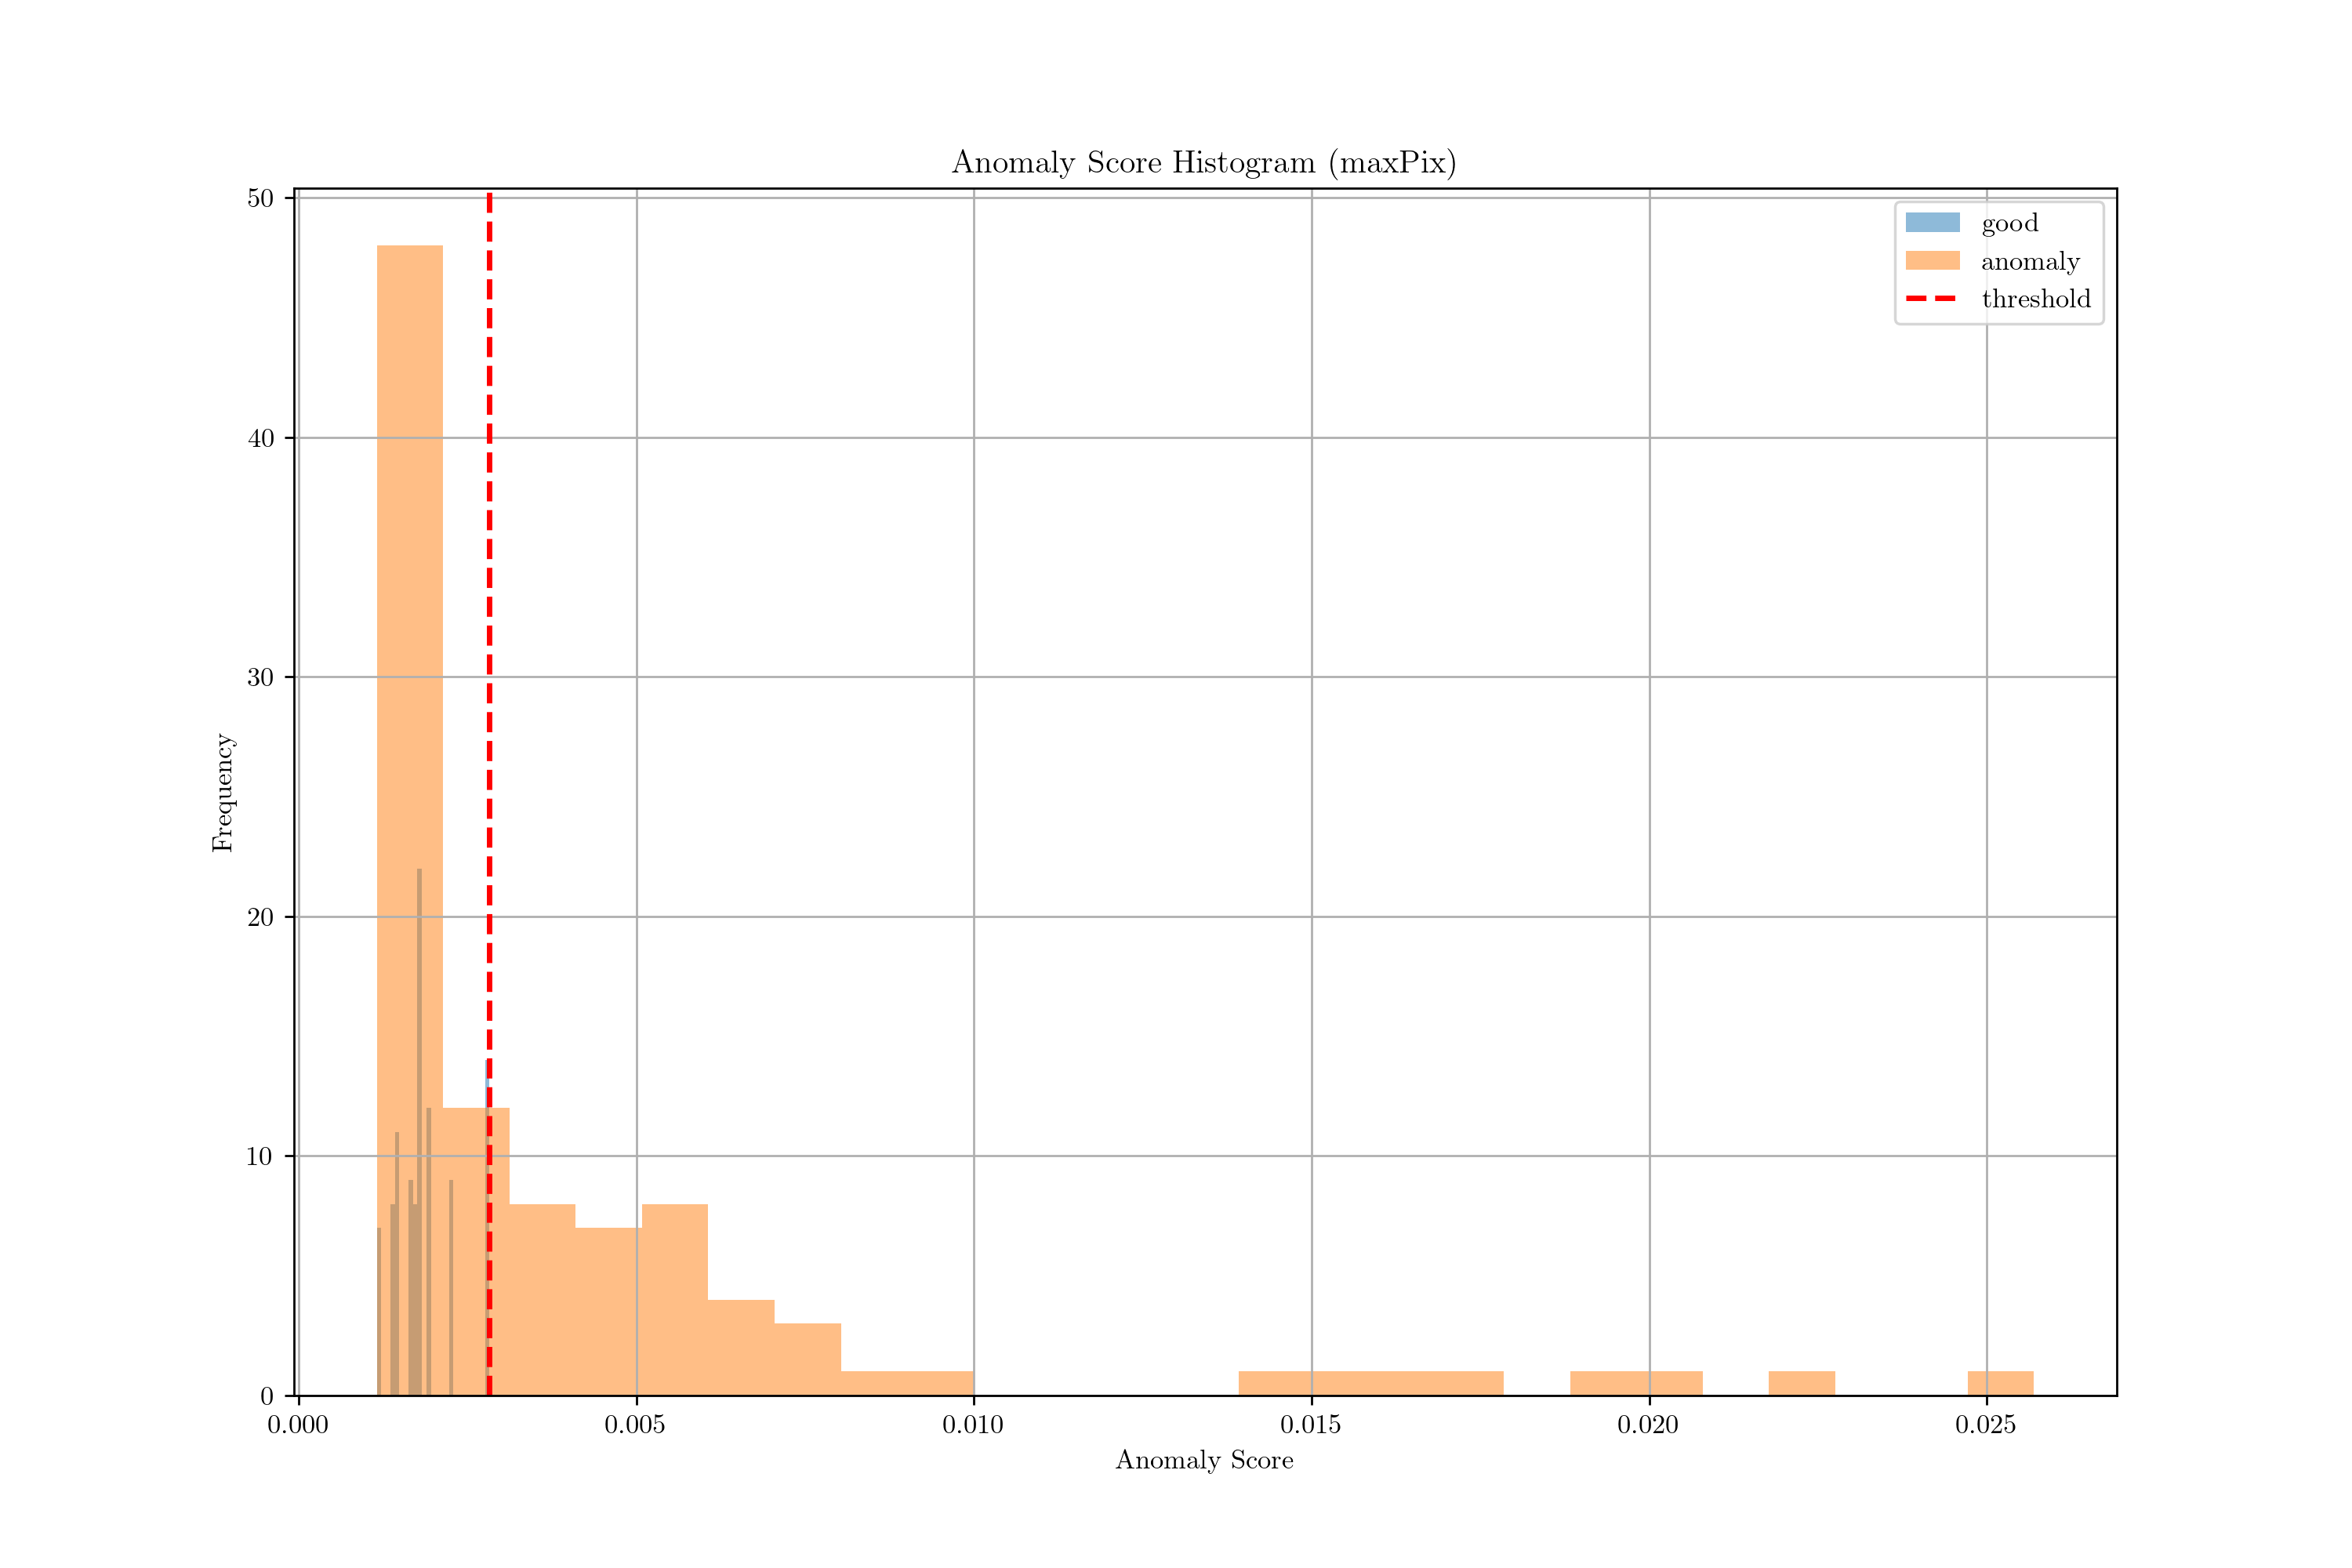 Anomaly Score Histogram (maxPix)
good
anomaly
threshold
50
40
30
20
10
0
Frequency
0.000 0.005 0.010 0.015 0.020 0.025
Anomaly Score